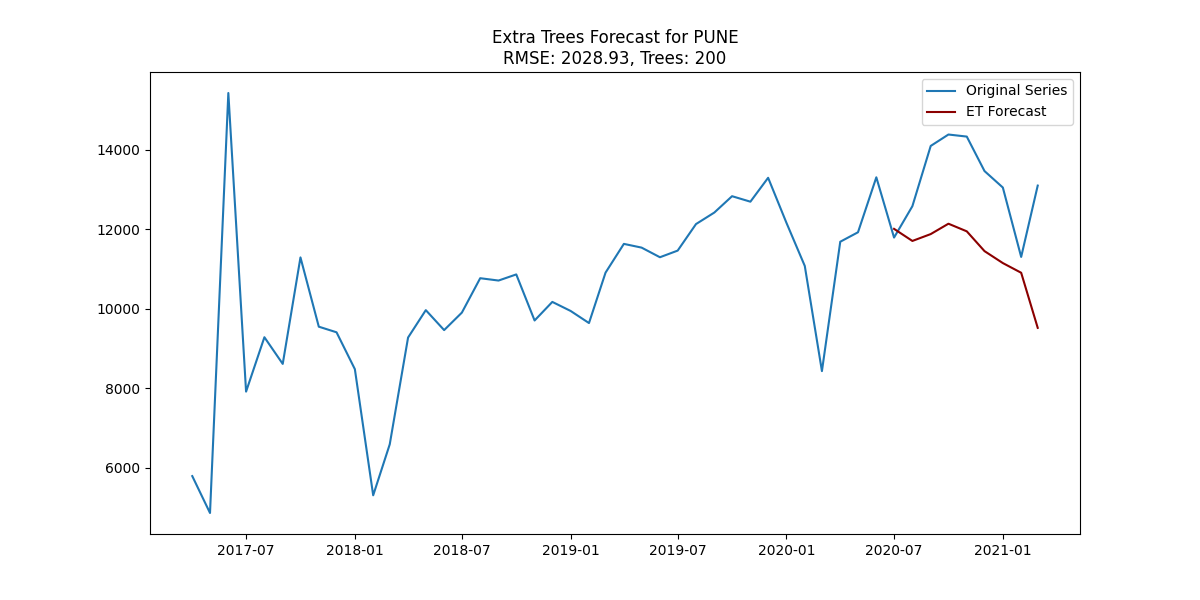 Extra Trees Forecast for PUNE
RMSE: 2028.93, Trees: 200
Original Series
ET Forecast
14000
12000
10000
8000
6000
2017-07 2018-01 2018-07 2019-01 2019-07 2020-01 2020-07 2021-01